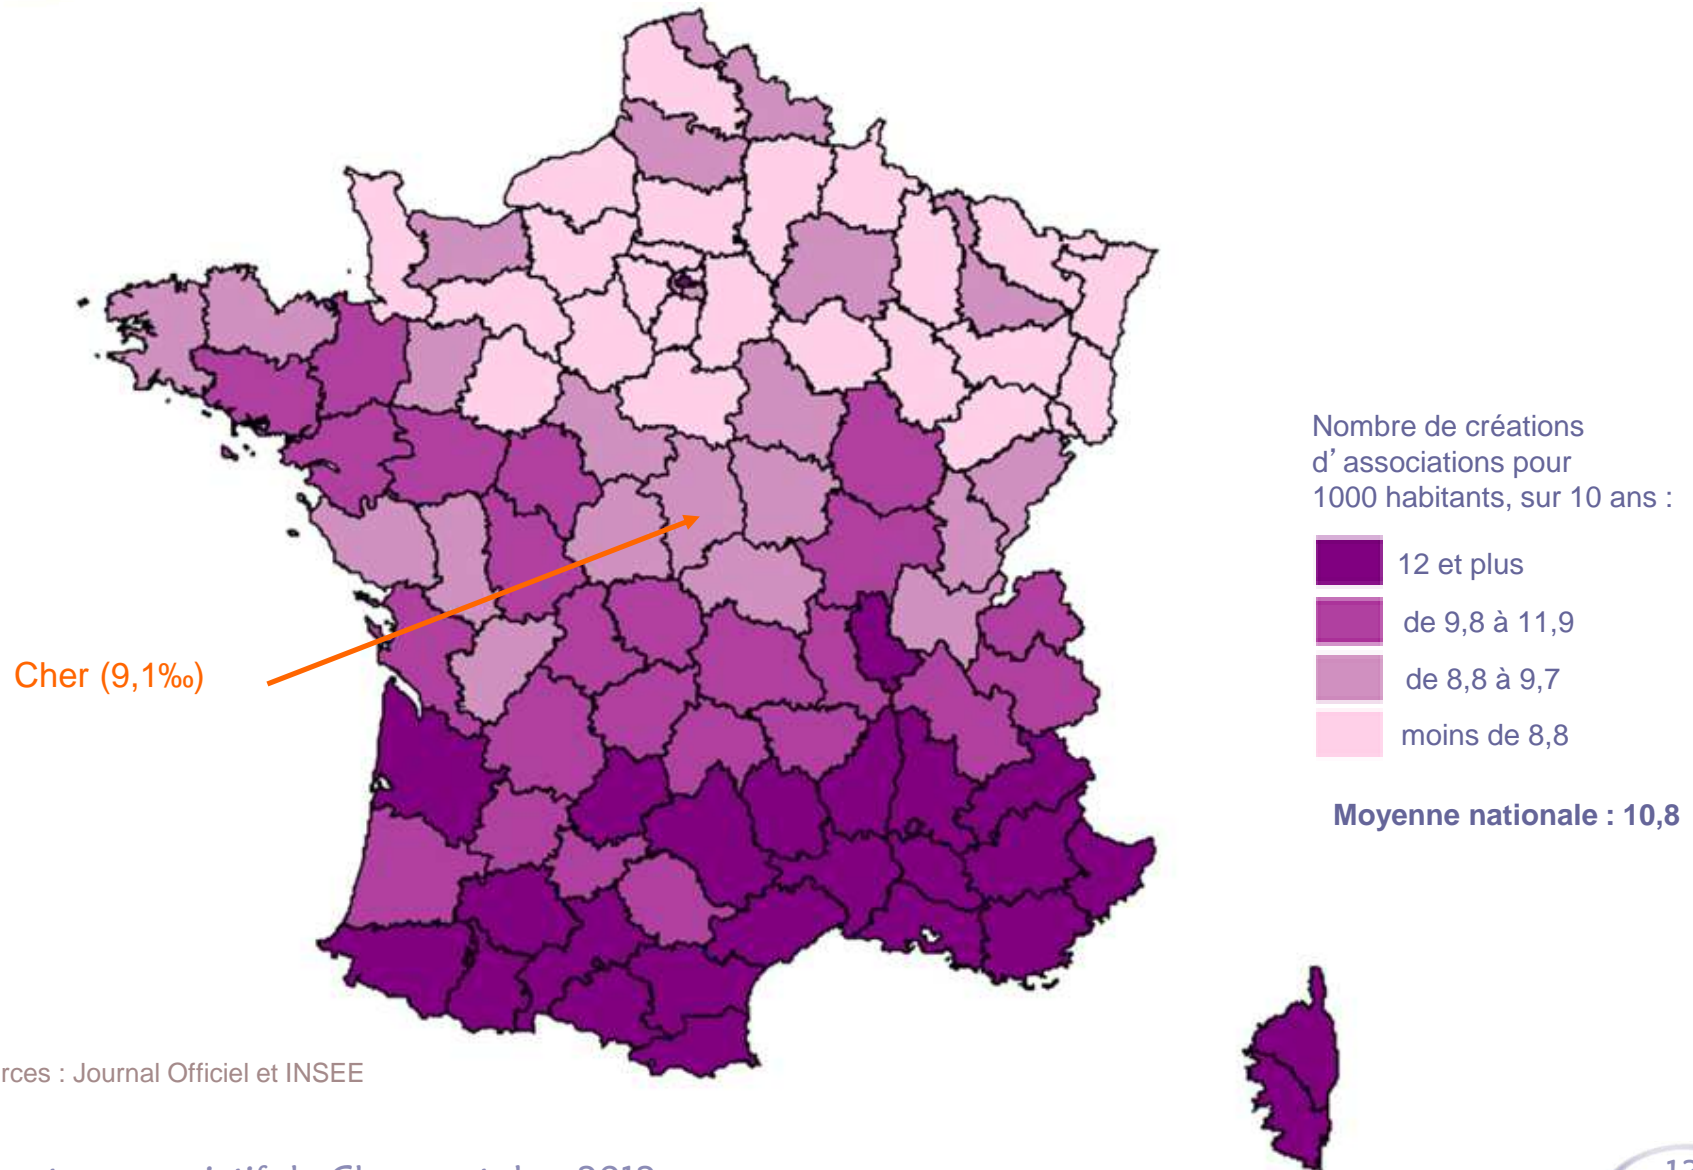 Nombre de créations
d’associations pour
1000 habitants, sur 10 ans :
12 et plus
de 9,8 à 11,9
Cher (9,1‰)
de 8,8 à 9,7
moins de 8,8
Moyenne nationale : 10,8
rces : Journal Officiel et INSEE